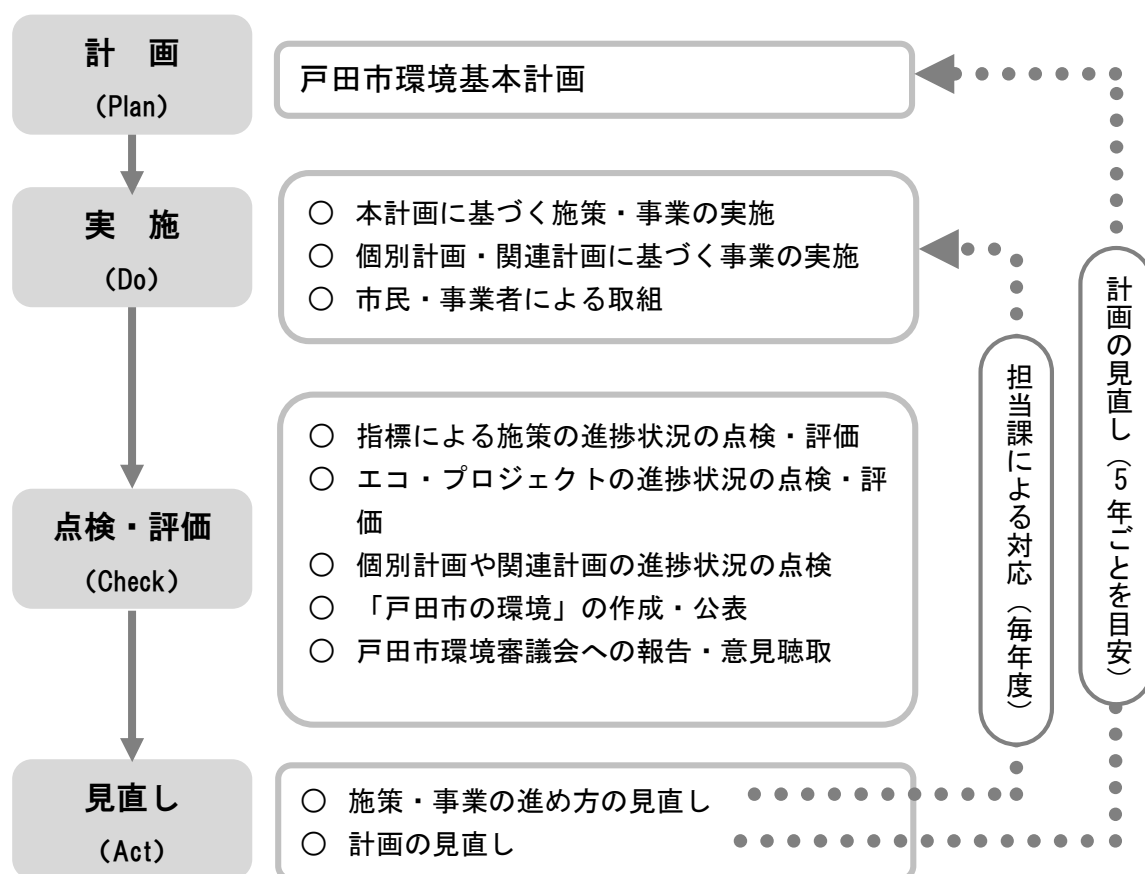 計　画
（Plan）
戸田市環境基本計画
実　施
（Do）
○ 本計画に基づく施策・事業の実施
○ 個別計画・関連計画に基づく事業の実施
○ 市民・事業者による取組
点検・評価
（Check）
○ 指標による施策の進捗状況の点検・評価
○ エコ・プロジェクトの進捗状況の点検・評
価
○ 個別計画や関連計画の進捗状況の点検
○ 「戸田市の環境」の作成・公表
○ 戸田市環境審議会への報告・意見聴取
見直し
（Act）
○ 施策・事業の進め方の見直し
○ 計画の見直し
担当課による対応（毎年度）
計画の見直し（5年ごとを目安）